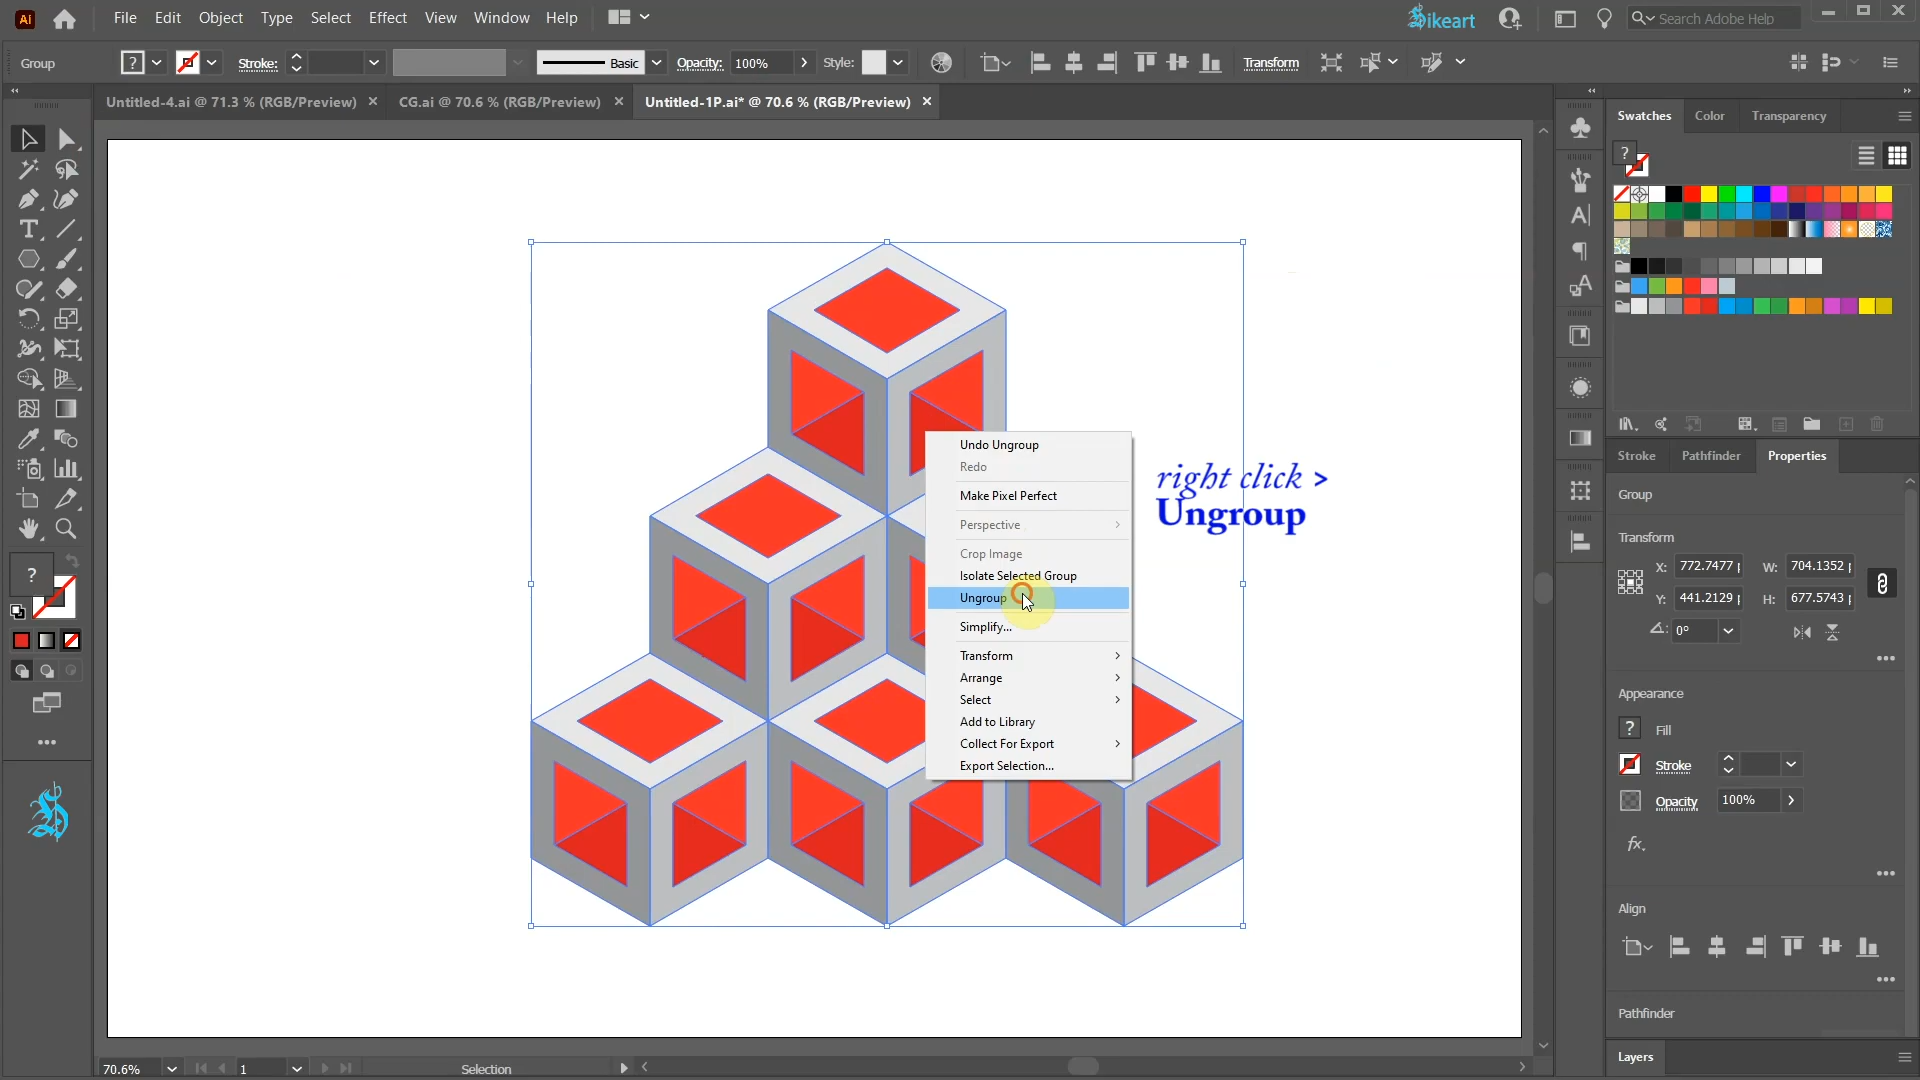 Ai File Edit Object Type Select Effect View Window Help Dikeart Search Adobe Help
Group ? Stroke: Basic Opacity: 100% Style: Transform
Untitled-4.ai @ 71.3 % (RGB/Preview) × CG.ai @ 70.6 % (RGB/Preview) × Untitled-1P.ai* @ 70.6 % (RGB/Preview) ×
Swatches Color Transparency
?
Undo Ungroup
Redo
Make Pixel Perfect
Perspective
Crop Image
Isolate Selected Group
Ungroup
Simplify...
Transform
Arrange
Select
Add to Library
Collect For Export
Export Selection...
right click >
Ungroup
Stroke Pathfinder Properties
Group
Transform
X: 772.7477 W: 704.1352
Y: 441.2129 H: 677.5743
0°
Appearance
? Fill
Stroke
Opacity 100%
fx.
Align
Pathfinder
Layers
?
70.6% 1 Selection